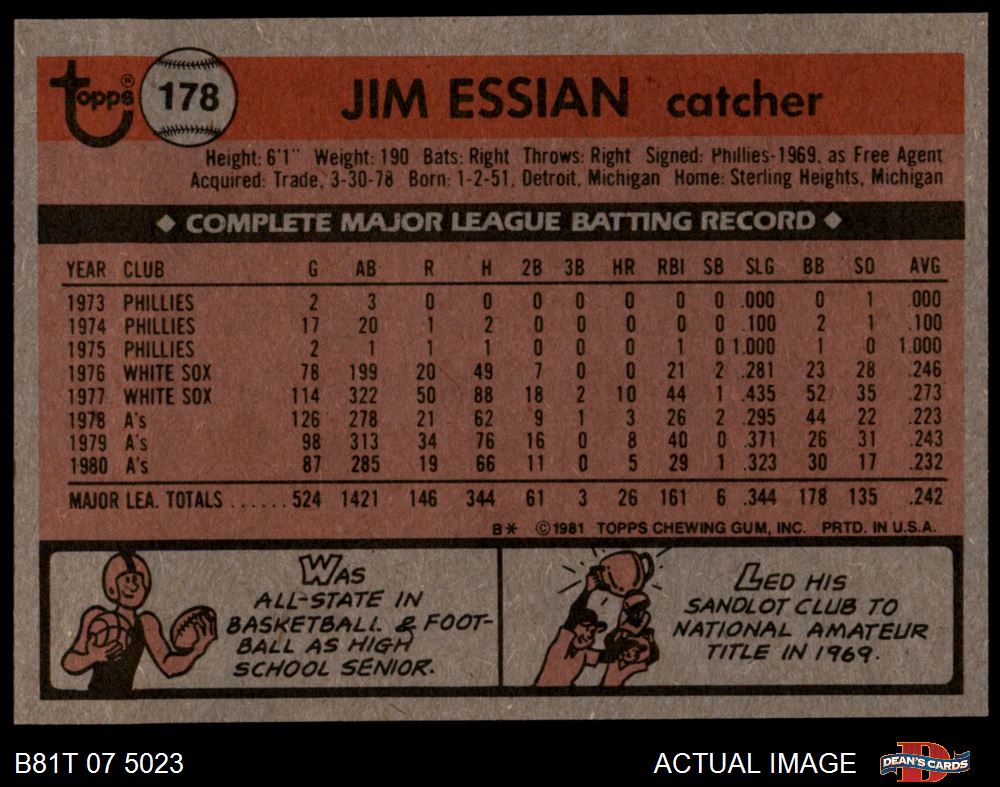 Topps® 178 JIM ESSIAN catcher
Height: 6'1" Weight: 190 Bats: Right Throws: Right Signed: Phillies-1969, as Free Agent
Acquired: Trade, 3-30-78 Born: 1-2-51, Detroit, Michigan Home: Sterling Heights, Michigan
◆ COMPLETE MAJOR LEAGUE BATTING RECORD ◆
YEAR CLUB G AB R H 2B 3B HR RBI SB SLG BB SO AVG
1973 PHILLIES 2 3 0 0 0 0 0 0 0 .000 0 1 .000
1974 PHILLIES 17 20 1 2 0 0 0 0 0 .100 2 1 .100
1975 PHILLIES 2 1 1 1 0 0 0 1 0 1.000 1 0 1.000
1976 WHITE SOX 78 199 20 49 7 0 0 21 2 .281 23 28 .246
1977 WHITE SOX 114 322 50 88 18 2 10 44 1 .435 52 35 .273
1978 A's 126 278 21 62 9 1 3 26 2 .295 44 22 .223
1979 A's 98 313 34 76 16 0 8 40 0 .371 26 31 .243
1980 A's 87 285 19 66 11 0 5 29 1 .323 30 17 .232
MAJOR LEA. TOTALS ...... 524 1421 146 344 61 3 26 161 6 .344 178 135 .242
B* ©1981 TOPPS CHEWING GUM, INC. PRTD. IN U.S.A.
WAS
ALL-STATE IN
BASKETBALL & FOOT-
BALL AS HIGH
SCHOOL SENIOR.
LED HIS
SANDLOT CLUB TO
NATIONAL AMATEUR
TITLE IN 1969.
B81T 07 5023 ACTUAL IMAGE DEAN'S CARDS